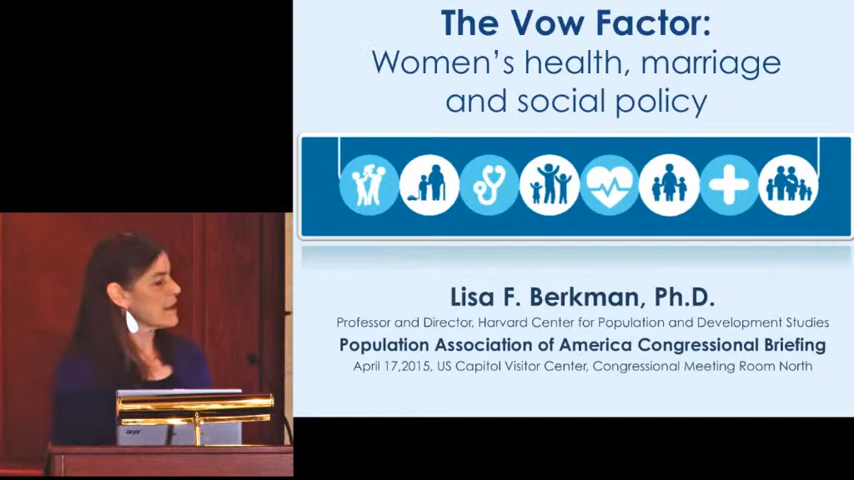 The Vow Factor:
Women's health, marriage
and social policy
Lisa F. Berkman, Ph.D.
Professor and Director, Harvard Center for Population and Development Studies
Population Association of America Congressional Briefing
April 17,2015, US Capitol Visitor Center, Congressional Meeting Room North
acer